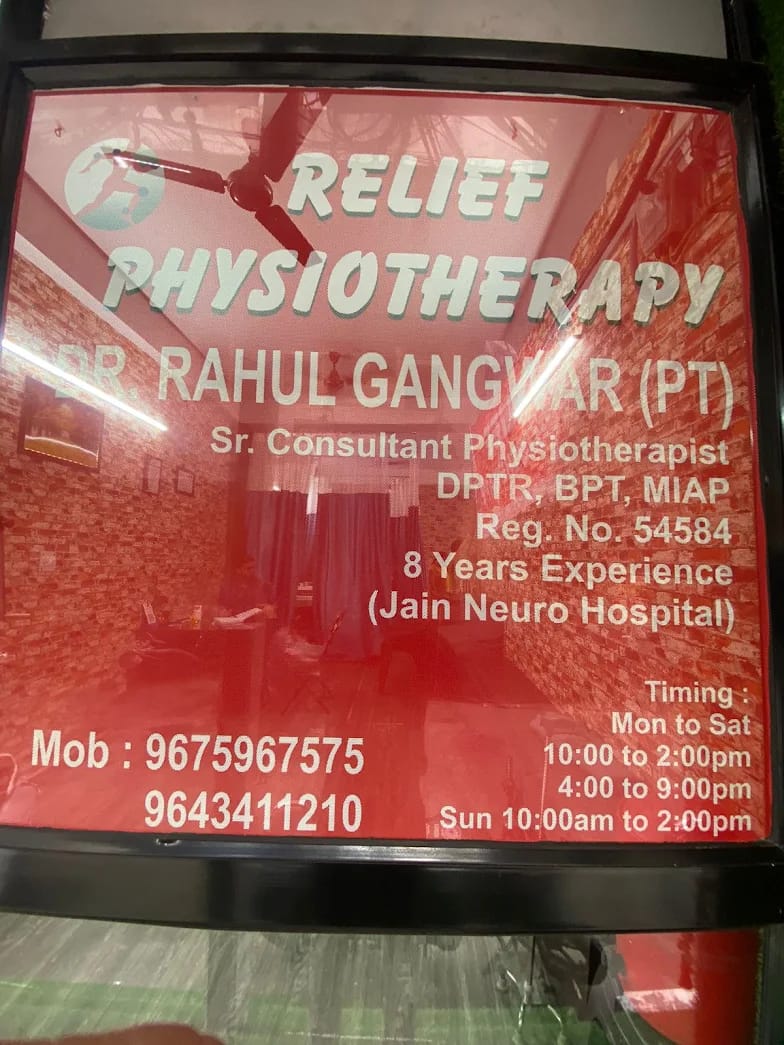 RELIEF
PHYSIOTHERAPY
DR. RAHUL GANGWAR (PT)
Sr. Consultant Physiotherapist
DPTR, BPT, MIAP
Reg. No. 54584
8 Years Experience
(Jain Neuro Hospital)
Mob : 9675967575
9643411210
Timing :
Mon to Sat
10:00 to 2:00pm
4:00 to 9:00pm
Sun 10:00am to 2:00pm